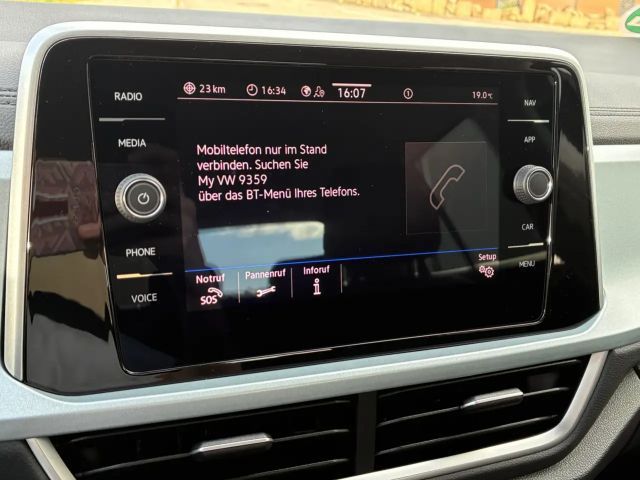 RADIO
MEDIA
PHONE
VOICE
23 km
16:34
16:07
1
19.0 °C
Mobiltelefon nur im Stand
verbinden. Suchen Sie
My VW 9359
über das BT-Menü Ihres Telefons.
Notruf
SOS
Pannenruf
Inforuf
i
Setup
NAV
APP
CAR
MENU